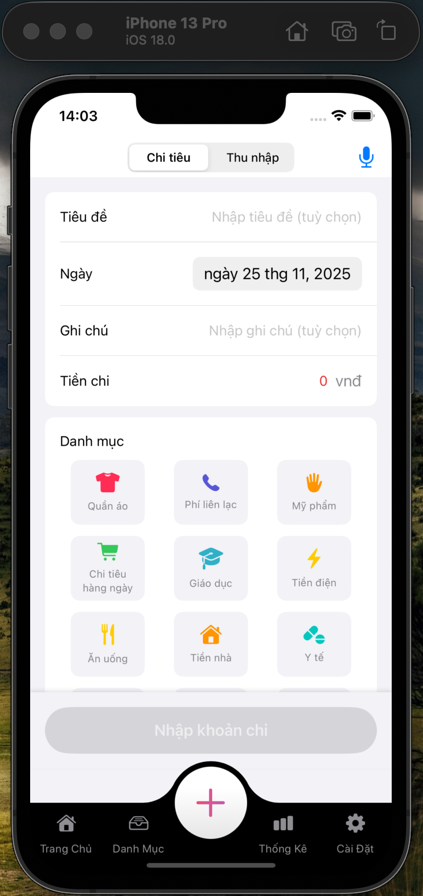 iPhone 13 Pro
iOS 18.0
14:03
Chi tiêu
Thu nhập
Tiêu đề
Nhập tiêu đề (tuỳ chọn)
Ngày
ngày 25 thg 11, 2025
Ghi chú
Nhập ghi chú (tuỳ chọn)
Tiền chi
0 vnđ
Danh mục
Quần áo
Phí liên lạc
Mỹ phẩm
Chi tiêu
hàng ngày
Giáo dục
Tiền điện
Ăn uống
Tiền nhà
Y tế
Nhập khoản chi
Trang Chủ
Danh Mục
Thống Kê
Cài Đặt